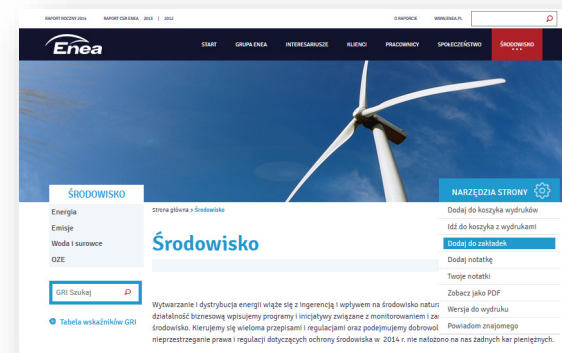 RAPORT ROCZNY 2014 RAPORT CSR ENEA 2013 | 2012 O RAPORCIE WWW.ENEA.PL
Enea START GRUPA ENEA INTERESARIUSZE KLIENCI PRACOWNICY SPOŁECZEŃSTWO ŚRODOWISKO
ŚRODOWISKO
Energia
Emisje
Woda i surowce
OZE
GRI Szukaj
Tabela wskaźników GRI
Strona główna > Środowisko
Środowisko
Wytwarzanie i dystrybucja energii wiąże się z ingerencją i wpływem na środowisko natura
działalność biznesową wpisujemy programy i inicjatywy związane z monitorowaniem i za
środowisko. Kierujemy się wieloma przepisami i regulacjami oraz podejmujemy dobrowol
nieprzestrzeganie prawa i regulacji dotyczących ochrony środowiska w 2014 r. nie nałożono na nas żadnych kar pieniężnych.
NARZĘDZIA STRONY
Dodaj do koszyka wydruków
Idź do koszyka z wydrukami
Dodaj do zakładek
Dodaj notatkę
Twoje notatki
Zobacz jako PDF
Wersja do wydruku
Powiadom znajomego